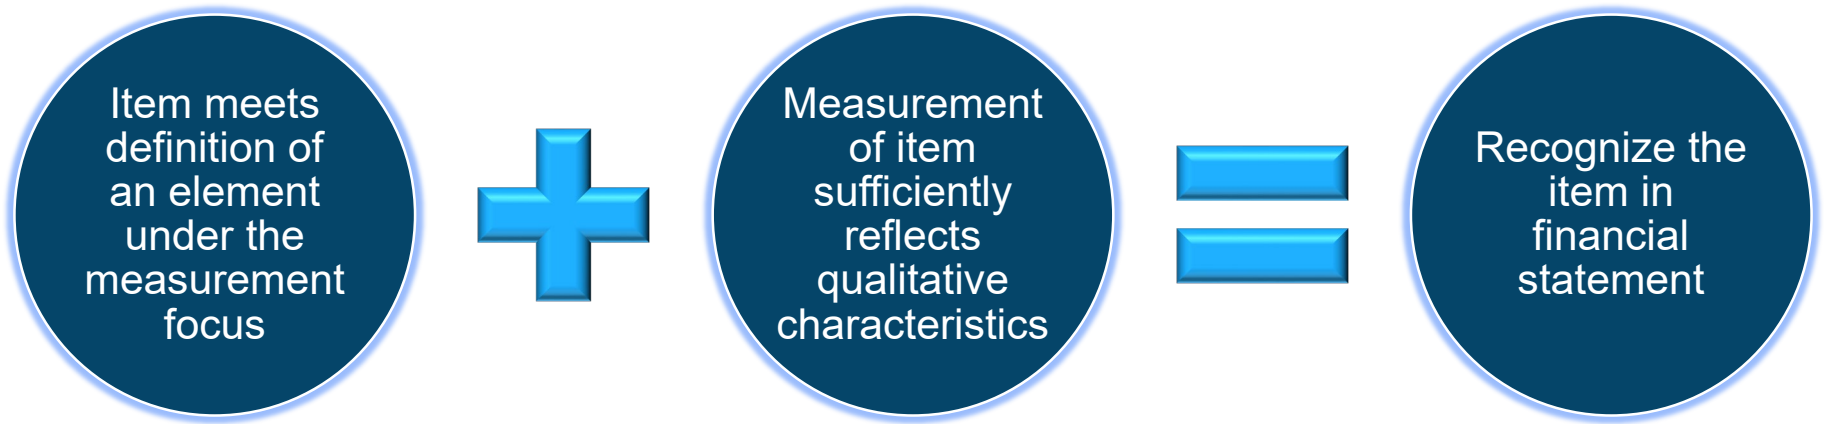 Item meets
definition of
an element
under the
measurement
focus
Measurement
of item
sufficiently
reflects
qualitative
characteristics
Recognize the
item in
financial
statement